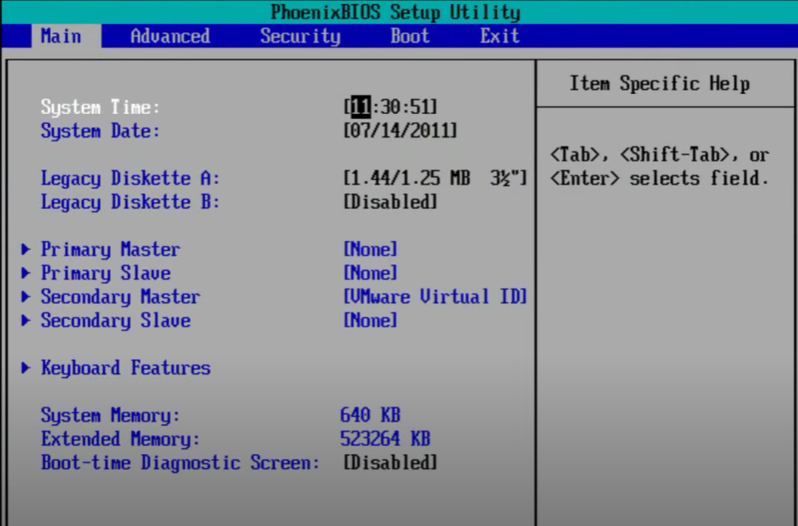 PhoenixBIOS Setup Utility
Main Advanced Security Boot Exit
Item Specific Help
System Time: [11:30:51]
System Date: [07/14/2011]
<Tab>, <Shift-Tab>, or
<Enter> selects field.
Legacy Diskette A: [1.44/1.25 MB 3½"]
Legacy Diskette B: [Disabled]
Primary Master [None]
Primary Slave [None]
Secondary Master [VMware Virtual ID]
Secondary Slave [None]
Keyboard Features
System Memory: 640 KB
Extended Memory: 523264 KB
Boot-time Diagnostic Screen: [Disabled]